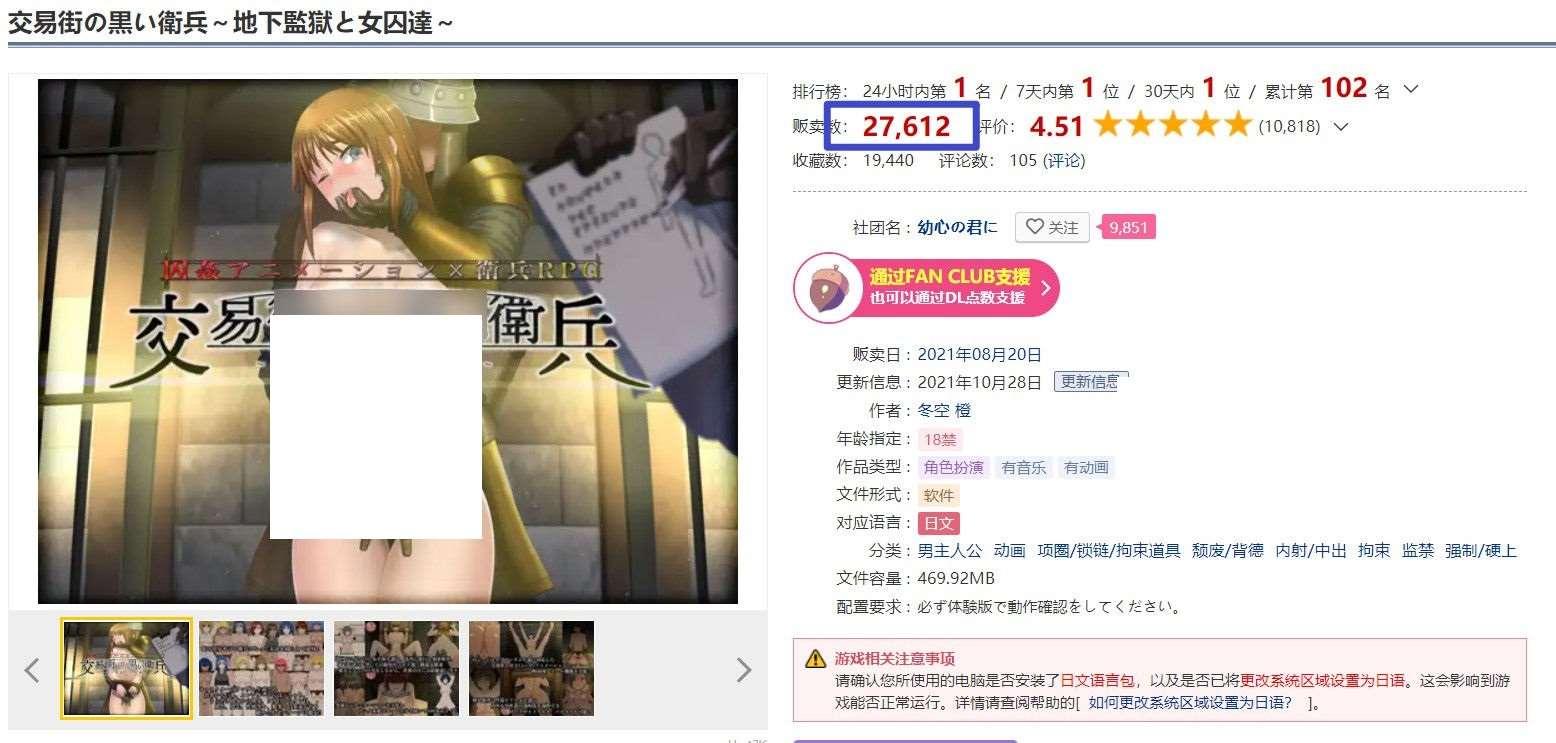 交易街の黒い衛兵～地下監獄と女囚達～
囚姦アニメーション×衛兵RPG
交易 衛兵
排行榜： 24小时内第 1 名 / 7天内第 1 位 / 30天内 1 位 / 累计第 102 名
贩卖数： 27,612 评价： 4.51 ★★★★★ (10,818)
收藏数： 19,440 评论数： 105 (评论)
社团名： 幼心の君に 关注 9,851
通过FAN CLUB支援
也可以通过DL点数支援
贩卖日： 2021年08月20日
更新信息： 2021年10月28日 更新信息
作者： 冬空 橙
年龄指定： 18禁
作品类型： 角色扮演 有音乐 有动画
文件形式： 软件
对应语言： 日文
分类： 男主人公 动画 项圈/锁链/拘束道具 颓废/背德 内射/中出 拘束 监禁 强制/硬上
文件容量： 469.92MB
配置要求： 必ず体験版で動作確認をしてください。
游戏相关注意事项
请确认您所使用的电脑是否安装了日文语言包，以及是否已将更改系统区域设置为日语。这会影响到游
戏能否正常运行。详情请查阅帮助的[ 如何更改系统区域设置为日语？ ]。